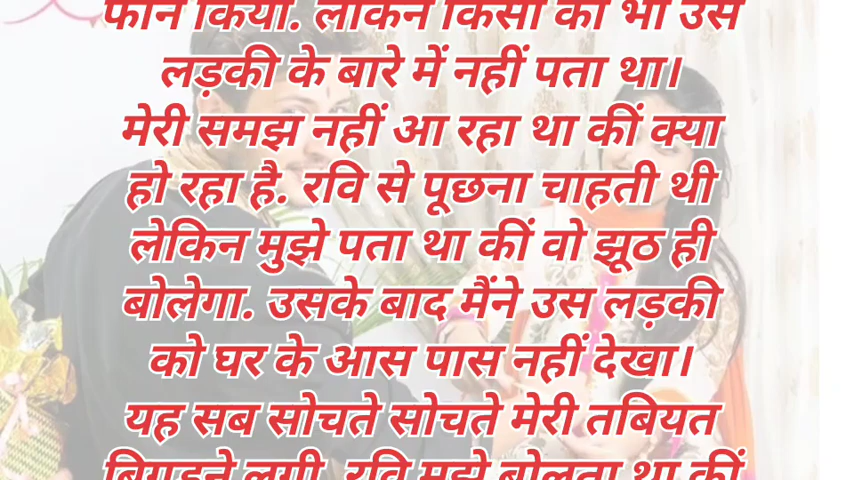 फोन किया. लेकिन किसी को भी उस
लड़की के बारे में नहीं पता था।
मेरी समझ नहीं आ रहा था कीं क्या
हो रहा है. रवि से पूछना चाहती थी
लेकिन मुझे पता था कीं वो झूठ ही
बोलेगा. उसके बाद मैंने उस लड़की
को घर के आस पास नहीं देखा।
यह सब सोचते सोचते मेरी तबियत
बिगड़ने लगी. रवि मुझे बोलता था कीं